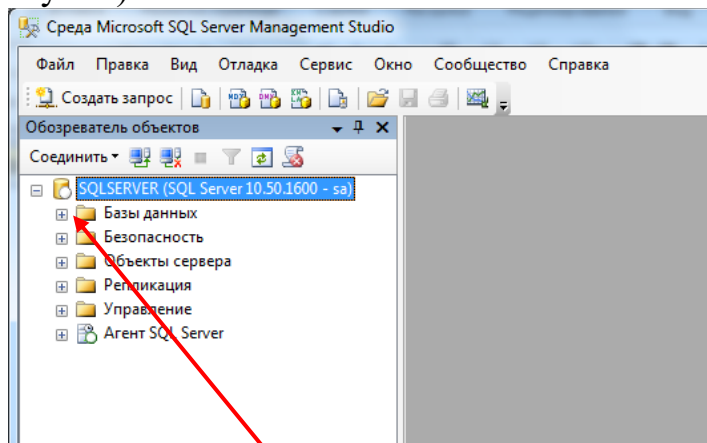 Среда Microsoft SQL Server Management Studio
Файл Правка Вид Отладка Сервис Окно Сообщество Справка
Создать запрос
Обозреватель объектов
Соединить
SQLSERVER (SQL Server 10.50.1600 - sa)
Базы данных
Безопасность
Объекты сервера
Репликация
Управление
Агент SQL Server